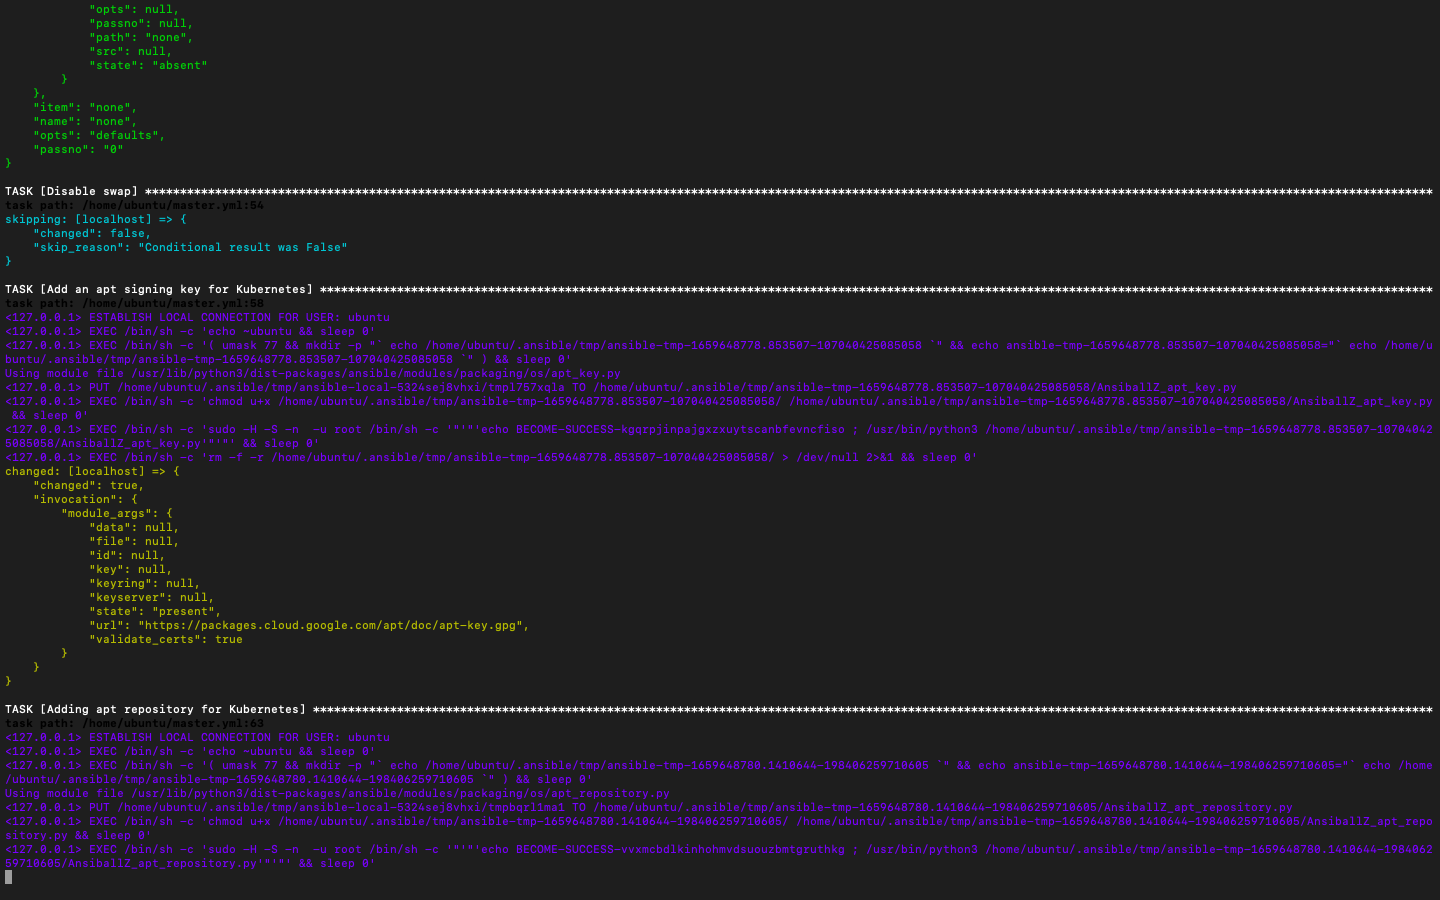 "opts": null,
"passno": null,
"path": "none",
"src": null,
"state": "absent"
}
},
"item": "none",
"name": "none",
"opts": "defaults",
"passno": "0"
}
TASK [Disable swap] ****************************************************************************************************************************************************************************************
task path: /home/ubuntu/master.yml:54
skipping: [localhost] => {
"changed": false,
"skip_reason": "Conditional result was False"
}
TASK [Add an apt signing key for Kubernetes] ***************************************************************************************************************************************************************
task path: /home/ubuntu/master.yml:58
<127.0.0.1> ESTABLISH LOCAL CONNECTION FOR USER: ubuntu
<127.0.0.1> EXEC /bin/sh -c 'echo ~ubuntu && sleep 0'
<127.0.0.1> EXEC /bin/sh -c '( umask 77 && mkdir -p "` echo /home/ubuntu/.ansible/tmp/ansible-tmp-1659648778.853507-107040425085058 `" && echo ansible-tmp-1659648778.853507-107040425085058="` echo /home/u
buntu/.ansible/tmp/ansible-tmp-1659648778.853507-107040425085058 `" ) && sleep 0'
Using module file /usr/lib/python3/dist-packages/ansible/modules/packaging/os/apt_key.py
<127.0.0.1> PUT /home/ubuntu/.ansible/tmp/ansible-local-5324sej8vhxi/tmpl757xqla TO /home/ubuntu/.ansible/tmp/ansible-tmp-1659648778.853507-107040425085058/AnsiballZ_apt_key.py
<127.0.0.1> EXEC /bin/sh -c 'chmod u+x /home/ubuntu/.ansible/tmp/ansible-tmp-1659648778.853507-107040425085058/ /home/ubuntu/.ansible/tmp/ansible-tmp-1659648778.853507-107040425085058/AnsiballZ_apt_key.py
&& sleep 0'
<127.0.0.1> EXEC /bin/sh -c 'sudo -H -S -n  -u root /bin/sh -c '"'"'echo BECOME-SUCCESS-kgqrpjinpajgxzxuytscanbfevncfiso ; /usr/bin/python3 /home/ubuntu/.ansible/tmp/ansible-tmp-1659648778.853507-10704042
5085058/AnsiballZ_apt_key.py'"'"' && sleep 0'
<127.0.0.1> EXEC /bin/sh -c 'rm -f -r /home/ubuntu/.ansible/tmp/ansible-tmp-1659648778.853507-107040425085058/ > /dev/null 2>&1 && sleep 0'
changed: [localhost] => {
"changed": true,
"invocation": {
"module_args": {
"data": null,
"file": null,
"id": null,
"key": null,
"keyring": null,
"keyserver": null,
"state": "present",
"url": "https://packages.cloud.google.com/apt/doc/apt-key.gpg",
"validate_certs": true
}
}
}
TASK [Adding apt repository for Kubernetes] ****************************************************************************************************************************************************************
task path: /home/ubuntu/master.yml:63
<127.0.0.1> ESTABLISH LOCAL CONNECTION FOR USER: ubuntu
<127.0.0.1> EXEC /bin/sh -c 'echo ~ubuntu && sleep 0'
<127.0.0.1> EXEC /bin/sh -c '( umask 77 && mkdir -p "` echo /home/ubuntu/.ansible/tmp/ansible-tmp-1659648780.1410644-198406259710605 `" && echo ansible-tmp-1659648780.1410644-198406259710605="` echo /home
/ubuntu/.ansible/tmp/ansible-tmp-1659648780.1410644-198406259710605 `" ) && sleep 0'
Using module file /usr/lib/python3/dist-packages/ansible/modules/packaging/os/apt_repository.py
<127.0.0.1> PUT /home/ubuntu/.ansible/tmp/ansible-local-5324sej8vhxi/tmpbqrl1ma1 TO /home/ubuntu/.ansible/tmp/ansible-tmp-1659648780.1410644-198406259710605/AnsiballZ_apt_repository.py
<127.0.0.1> EXEC /bin/sh -c 'chmod u+x /home/ubuntu/.ansible/tmp/ansible-tmp-1659648780.1410644-198406259710605/ /home/ubuntu/.ansible/tmp/ansible-tmp-1659648780.1410644-198406259710605/AnsiballZ_apt_repo
sitory.py && sleep 0'
<127.0.0.1> EXEC /bin/sh -c 'sudo -H -S -n  -u root /bin/sh -c '"'"'echo BECOME-SUCCESS-vvxmcbdlkinhohmvdsuouzbmtgruthkg ; /usr/bin/python3 /home/ubuntu/.ansible/tmp/ansible-tmp-1659648780.1410644-1984062
59710605/AnsiballZ_apt_repository.py'"'"' && sleep 0'